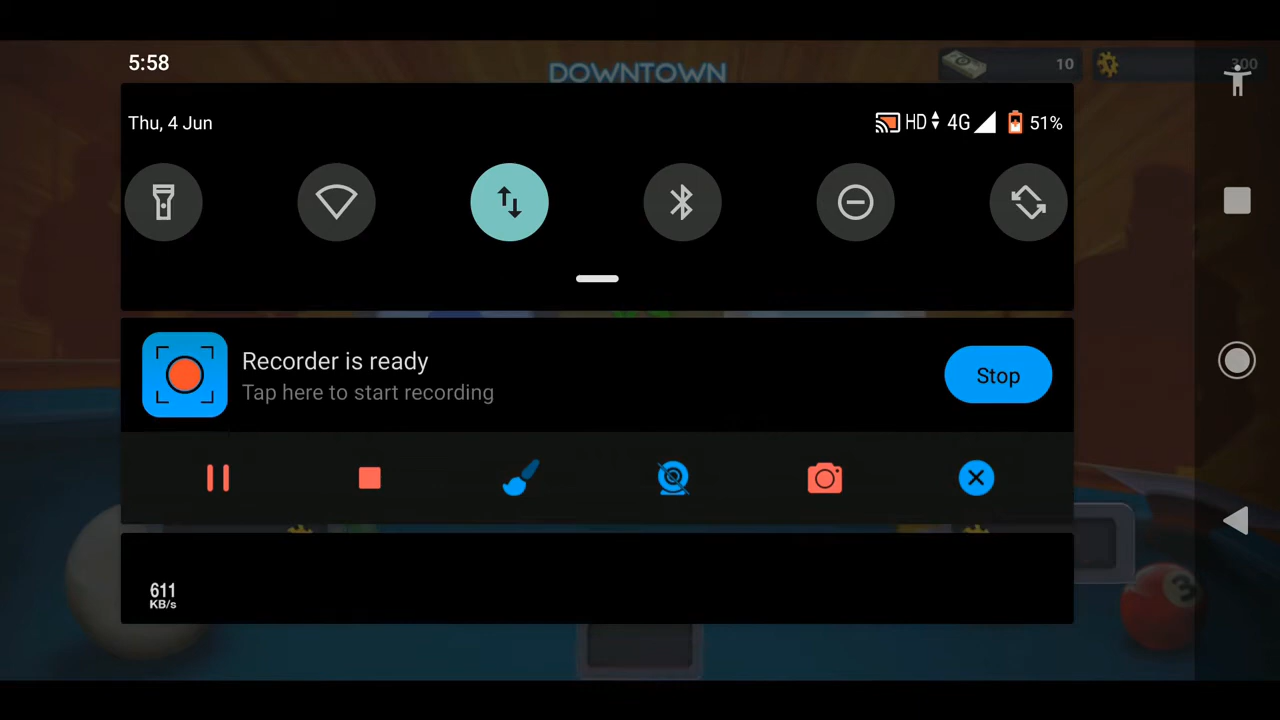 5:58
DOWNTOWN
10
300
Thu, 4 Jun
HD 4G 51%
Recorder is ready
Tap here to start recording
Stop
611
KB/s
3